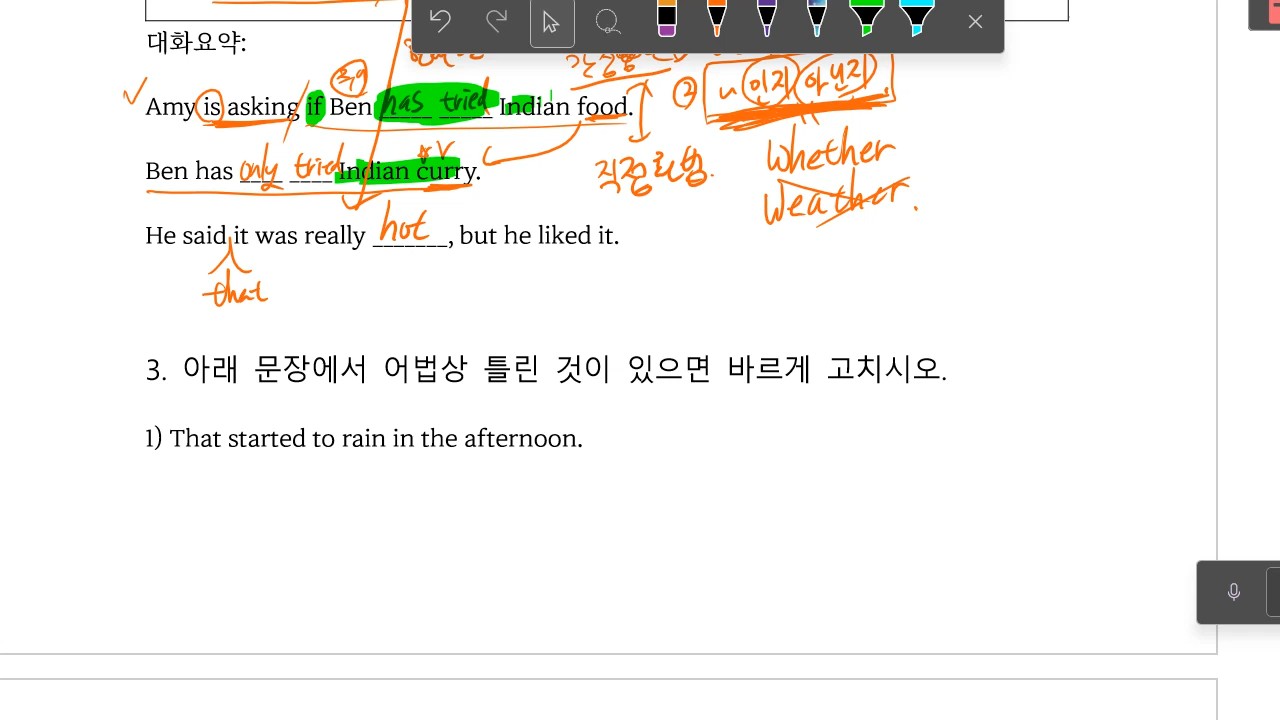 대화요약:
Amy is asking if Ben has tried Indian food.
② ~ 인지 아닌지
Ben has only tried Indian curry.
직접화법.
whether
weather.
He said it was really hot, but he liked it.
that
3. 아래 문장에서 어법상 틀린 것이 있으면 바르게 고치시오.
1) That started to rain in the afternoon.